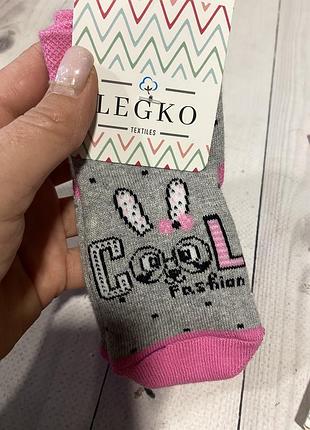 LEGKO
TEXTILES
COOL
Fashion